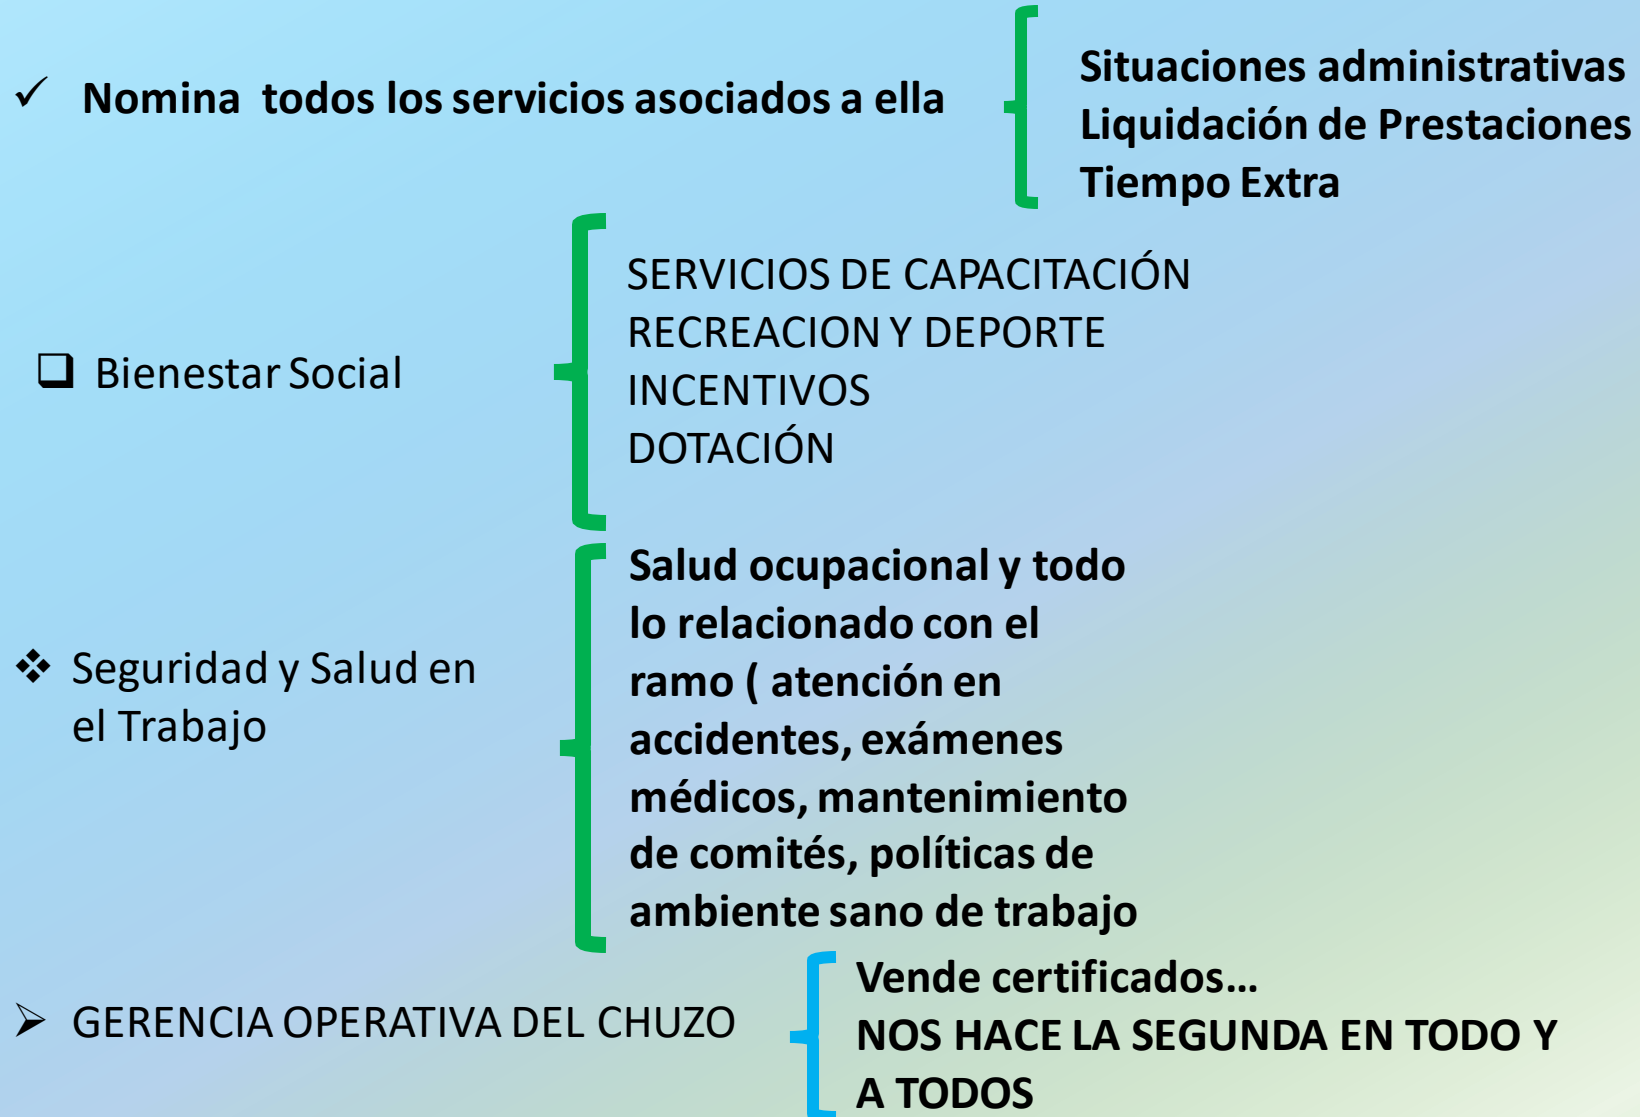 Nomina todos los servicios asociados a ella
Situaciones administrativas
Liquidación de Prestaciones
Tiempo Extra
Bienestar Social
SERVICIOS DE CAPACITACIÓN
RECREACION Y DEPORTE
INCENTIVOS
DOTACIÓN
Seguridad y Salud en
el Trabajo
Salud ocupacional y todo
lo relacionado con el
ramo ( atención en
accidentes, exámenes
médicos, mantenimiento
de comités, políticas de
ambiente sano de trabajo
GERENCIA OPERATIVA DEL CHUZO
Vende certificados...
NOS HACE LA SEGUNDA EN TODO Y
A TODOS